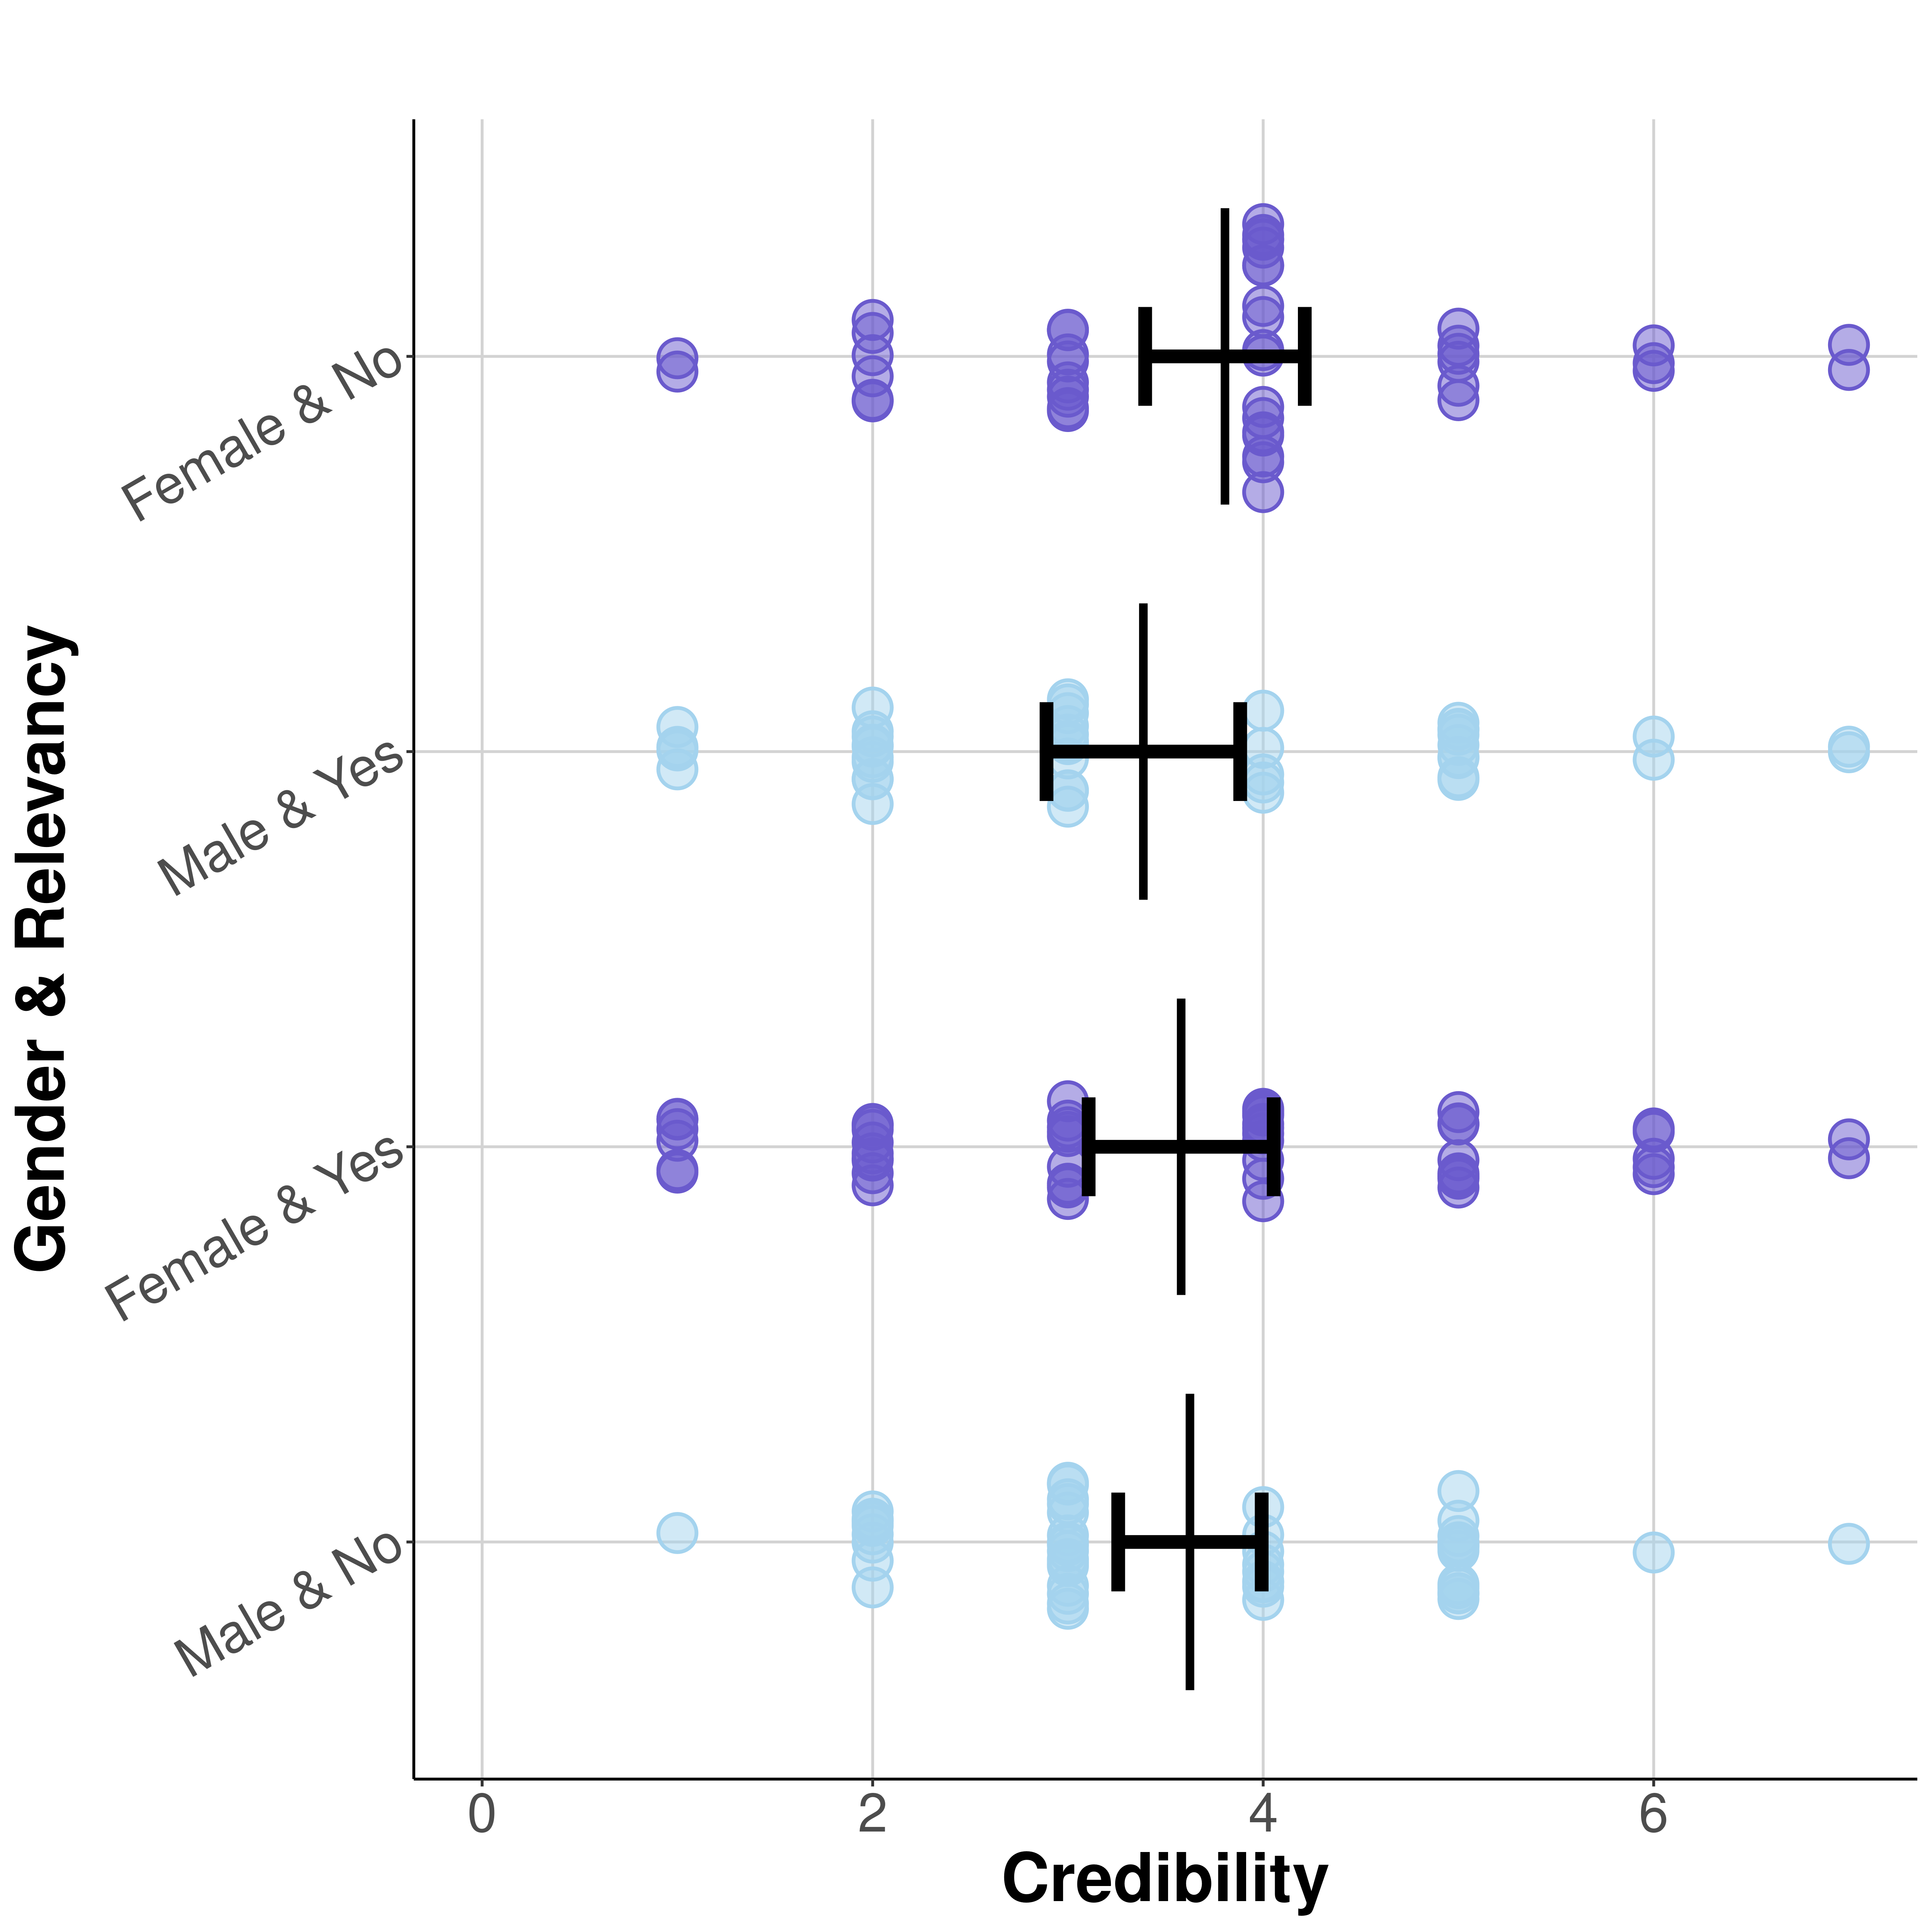 Gender & Relevancy
Female & No
Male & Yes
Female & Yes
Male & No
0 2 4 6
Credibility